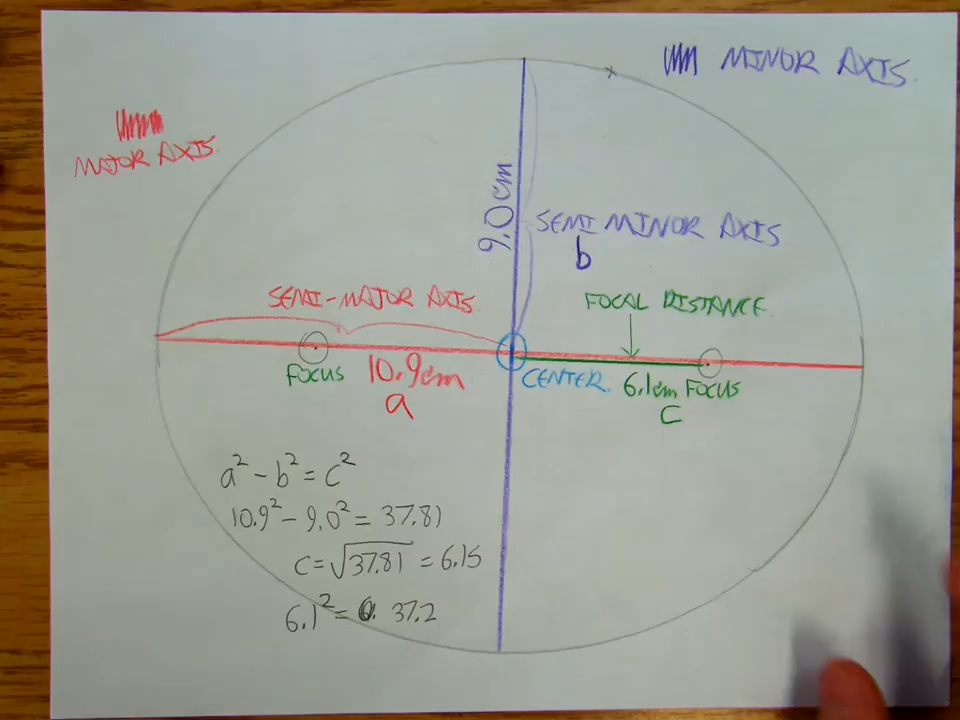 MINOR AXIS.
MAJOR AXIS.
9.0cm
SEMI MINOR AXIS
b
SEMI-MAJOR AXIS.
FOCAL DISTANCE.
FOCUS
10.9cm
a
CENTER.
6.1cm FOCUS
C
a² - b² = c²
10.9² - 9.0² = 37.81
C = √37.81 = 6.15
6.1² = 37.2